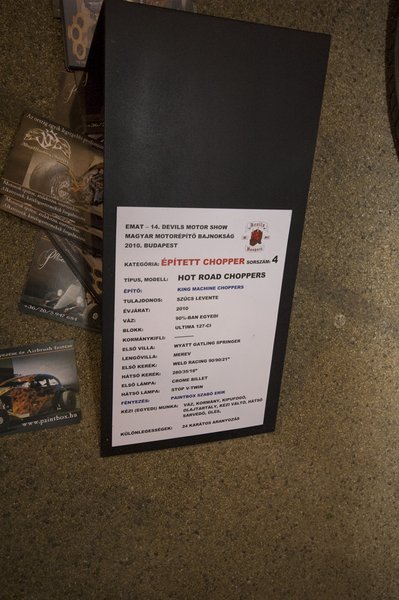 EMAT – 14. DEVILS MOTOR SHOW
MAGYAR MOTORÉPÍTŐ BAJNOKSÁG
2010. BUDAPEST
Devils
Choppers
KATEGÓRIA: ÉPÍTETT CHOPPER SORSZÁM: 4
TÍPUS, MODELL: HOT ROAD CHOPPERS
ÉPÍTŐ: KING MACHINE CHOPPERS
TULAJDONOS: SZŰCS LEVENTE
ÉVJÁRAT: 2010
VÁZ: 90%-BAN EGYEDI
BLOKK: ULTIMA 127-CI
KORMÁNYKIFLI: ----------
ELSŐ VILLA: WYATT GATLING SPRINGER
LENGŐVILLA: MEREV
ELSŐ KERÉK: WELD RACING 90/90/21"
HÁTSÓ KERÉK: 280/35/18"
ELSŐ LÁMPA: CROME BILLET
HÁTSÓ LÁMPA: STOP V-TWIN
FÉNYEZÉS: PAINTBOX SZABÓ ERIK
KÉZI (EGYEDI) MUNKA: VÁZ, KORMÁNY, KIPUFOGÓ,
OLAJTARTÁLY, KÉZI VÁLTÓ, HÁTSÓ
SÁRVÉDŐ, ÜLÉS,
KÜLÖNLEGESSÉGEK: 24 KARÁTOS ARANYOZÁS
www.paintbox.hu